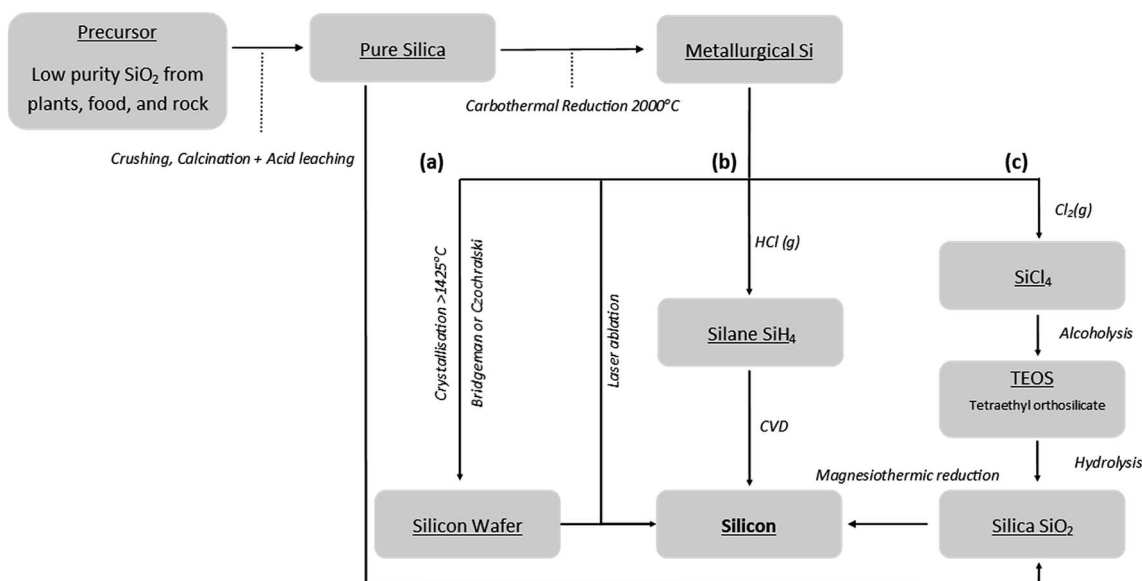 Precursor
Low purity SiO₂ from
plants, food, and rock
Pure Silica
Metallurgical Si
Carbothermal Reduction 2000°C
Crushing, Calcination + Acid leaching
(a)
(b)
(c)
Crystallisation >1425°C
Bridgeman or Czochralski
Laser ablation
HCl (g)
Cl₂(g)
Silane SiH₄
SiCl₄
Alcoholysis
TEOS
Tetraethyl orthosilicate
CVD
Hydrolysis
Magnesiothermic reduction
Silicon Wafer
Silicon
Silica SiO₂